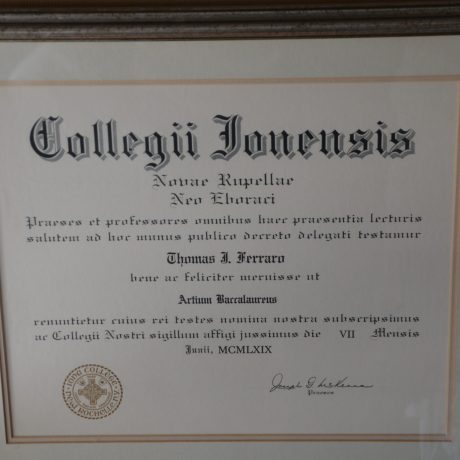 Collegii Ionensis
Novae Rupellae
Neo Eboraci
Praeses et professores omnibus haec praesentia lecturis
salutem ad hoc munus publico decreto delegati testamur
Thomas J. Ferraro
bene ac feliciter meruisse ut
Artium Baccalaureus
renuntietur cuius rei testes nomina nostra subscripsimus
ac Collegii Nostri sigillum affigi jussimus die VII Mensis
Junii, MCMLXIX
Praeses
IONA COLLEGE